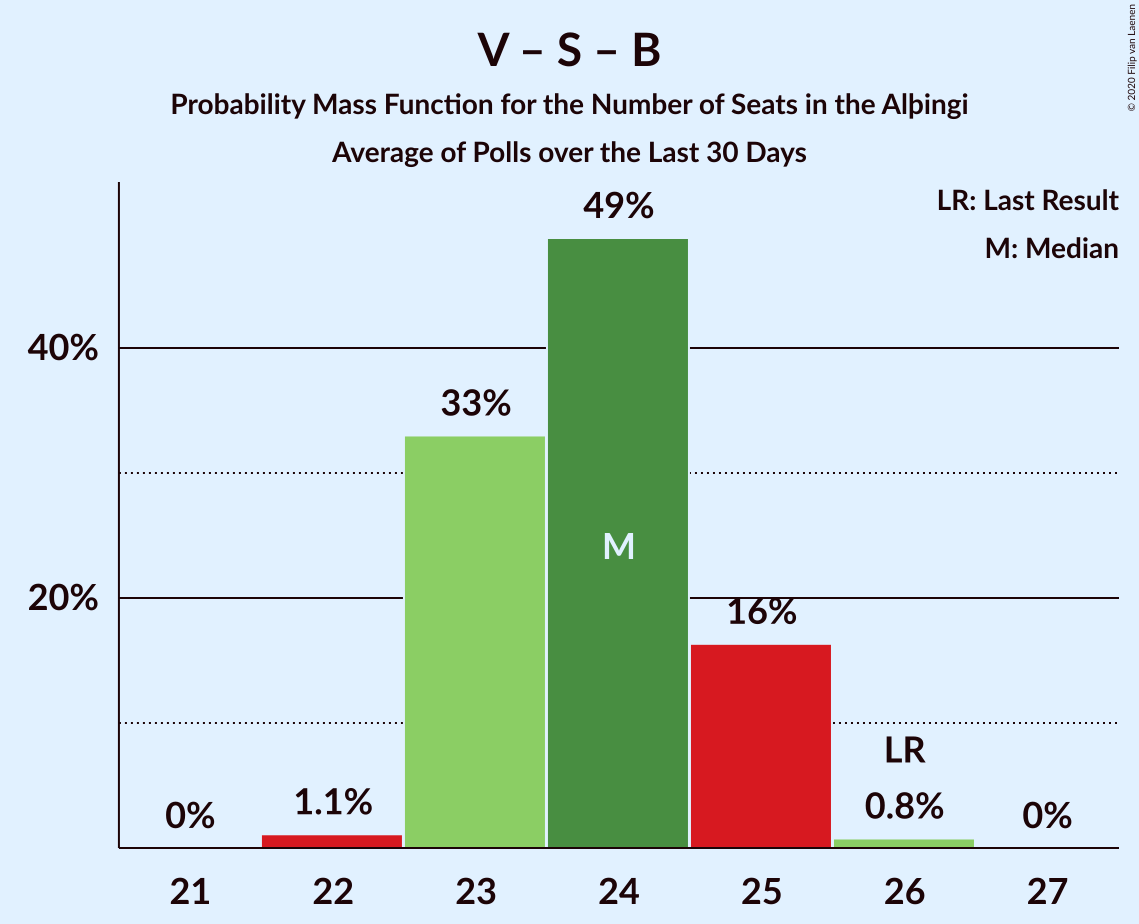 V – S – B
Probability Mass Function for the Number of Seats in the Alþingi
Average of Polls over the Last 30 Days
© 2020 Filip van Laenen
LR: Last Result
M: Median
49%
40%
33%
M
20%
16%
LR
0%
1.1%
0.8%
0%
21 22 23 24 25 26 27